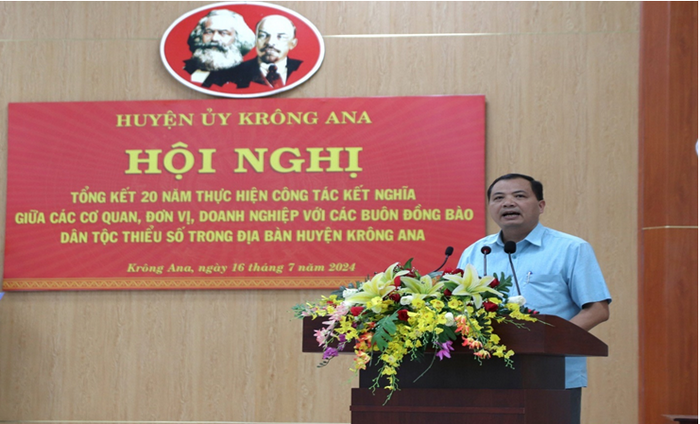 HUYỆN ỦY KRÔNG ANA
HỘI NGHỊ
TỔNG KẾT 20 NĂM THỰC HIỆN CÔNG TÁC KẾT NGHĨA
GIỮA CÁC CƠ QUAN, ĐƠN VỊ, DOANH NGHIỆP VỚI CÁC BUÔN ĐỒNG BÀO
DÂN TỘC THIỂU SỐ TRONG ĐỊA BÀN HUYỆN KRÔNG ANA
Krông Ana, ngày 16 tháng 7 năm 2024